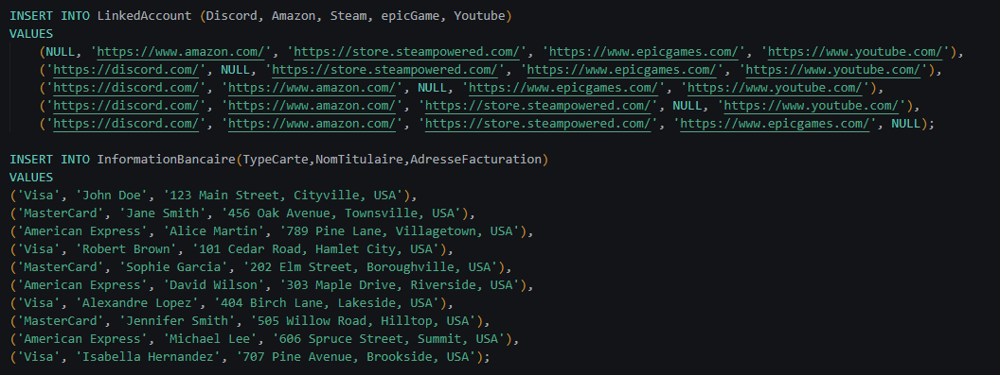 INSERT INTO LinkedAccount (Discord, Amazon, Steam, epicGame, Youtube)
VALUES
    (NULL, 'https://www.amazon.com/', 'https://store.steampowered.com/', 'https://www.epicgames.com/', 'https://www.youtube.com/'),
    ('https://discord.com/', NULL, 'https://store.steampowered.com/', 'https://www.epicgames.com/', 'https://www.youtube.com/'),
    ('https://discord.com/', 'https://www.amazon.com/', NULL, 'https://www.epicgames.com/', 'https://www.youtube.com/'),
    ('https://discord.com/', 'https://www.amazon.com/', 'https://store.steampowered.com/', NULL, 'https://www.youtube.com/'),
    ('https://discord.com/', 'https://www.amazon.com/', 'https://store.steampowered.com/', 'https://www.epicgames.com/', NULL);

INSERT INTO InformationBancaire(TypeCarte,NomTitulaire,AdresseFacturation)
VALUES
('Visa', 'John Doe', '123 Main Street, Cityville, USA'),
('MasterCard', 'Jane Smith', '456 Oak Avenue, Townsville, USA'),
('American Express', 'Alice Martin', '789 Pine Lane, Villagetown, USA'),
('Visa', 'Robert Brown', '101 Cedar Road, Hamlet City, USA'),
('MasterCard', 'Sophie Garcia', '202 Elm Street, Boroughville, USA'),
('American Express', 'David Wilson', '303 Maple Drive, Riverside, USA'),
('Visa', 'Alexandre Lopez', '404 Birch Lane, Lakeside, USA'),
('MasterCard', 'Jennifer Smith', '505 Willow Road, Hilltop, USA'),
('American Express', 'Michael Lee', '606 Spruce Street, Summit, USA'),
('Visa', 'Isabella Hernandez', '707 Pine Avenue, Brookside, USA');